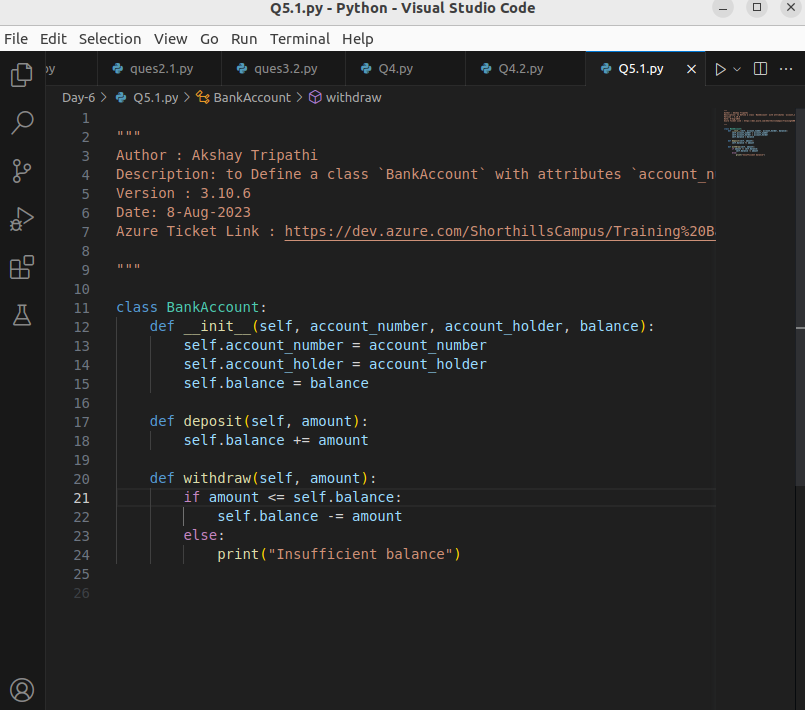 Q5.1.py - Python - Visual Studio Code
File Edit Selection View Go Run Terminal Help
py ques2.1.py ques3.2.py Q4.py Q4.2.py Q5.1.py
Day-6 > Q5.1.py > BankAccount > withdraw
1
2 """
3 Author : Akshay Tripathi
4 Description: to Define a class `BankAccount` with attributes `account_n
5 Version : 3.10.6
6 Date: 8-Aug-2023
7 Azure Ticket Link : https://dev.azure.com/ShorthillsCampus/Training%20Ba
8
9 """
10
11 class BankAccount:
12 def __init__(self, account_number, account_holder, balance):
13 self.account_number = account_number
14 self.account_holder = account_holder
15 self.balance = balance
16
17 def deposit(self, amount):
18 self.balance += amount
19
20 def withdraw(self, amount):
21 if amount <= self.balance:
22 self.balance -= amount
23 else:
24 print("Insufficient balance")
25
26